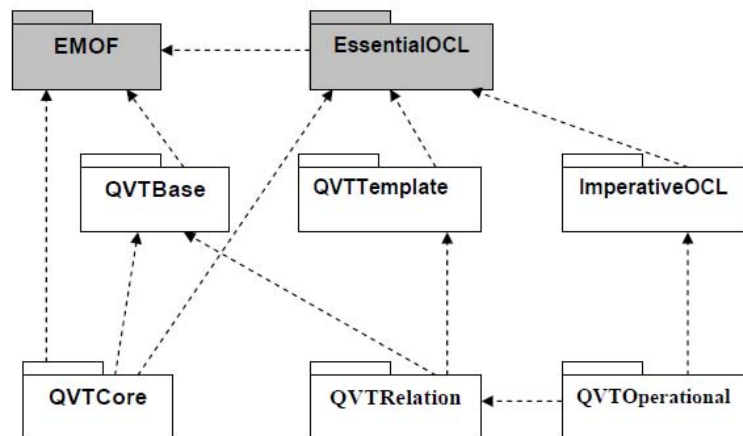 EMOF
EssentialOCL
QVTBase
QVTTemplate
ImperativeOCL
QVTCore
QVTRelation
QVTOperational